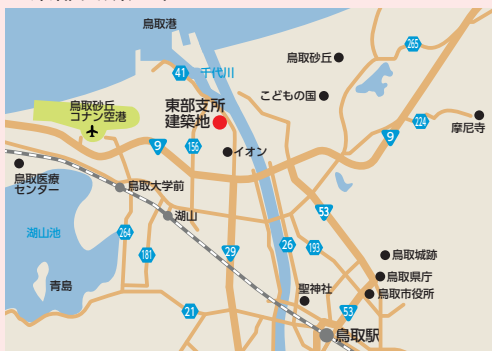 鳥取港
265
鳥取砂丘
千代川
41
こどもの国
鳥取砂丘
コナン空港
東部支所
建築地
224
摩尼寺
9
9
156
イオン
鳥取医療
センター
鳥取大学前
53
湖山
湖山池
264
29
26
193
181
鳥取城跡
青島
鳥取県庁
聖神社
鳥取市役所
21
53
鳥取駅